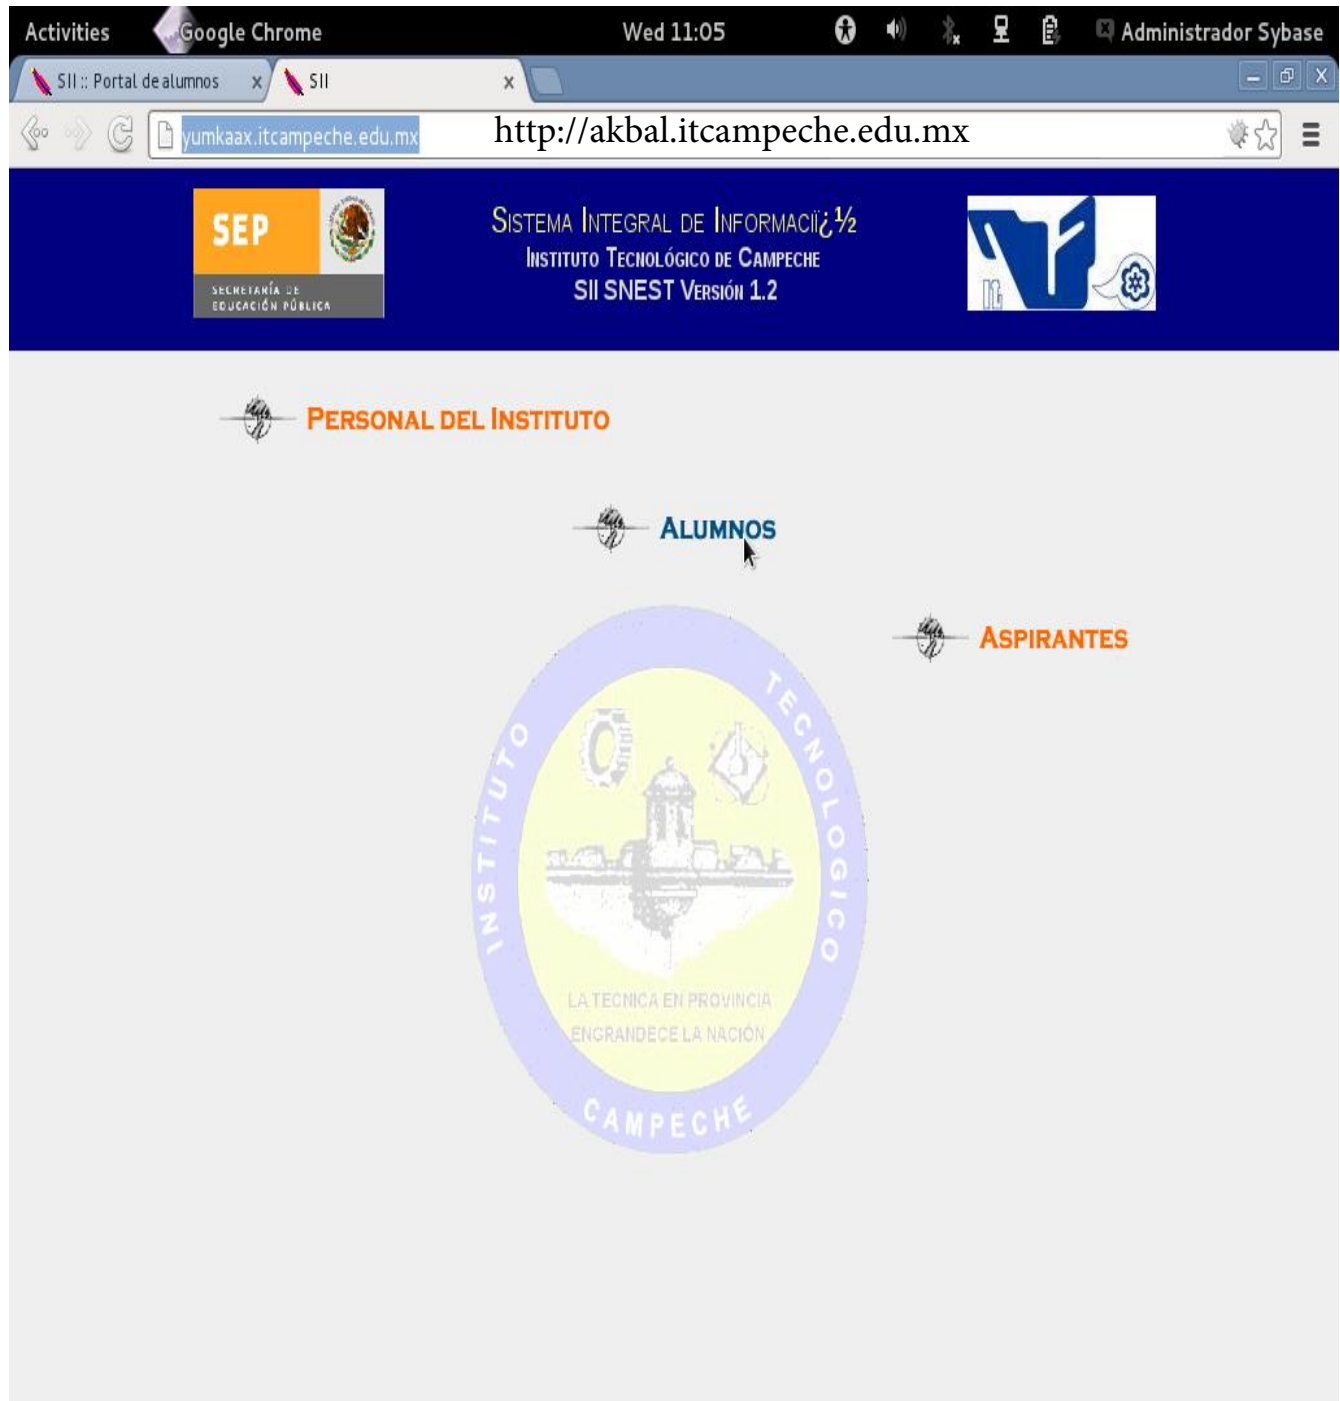 Activities Google Chrome Wed 11:05 Administrador Sybase
SII :: Portal de alumnos x SII x
yumkaax.itcampeche.edu.mx http://akbal.itcampeche.edu.mx
SEP
SECRETARÍA DE
EDUCACIÓN PÚBLICA
SISTEMA INTEGRAL DE INFORMACIï¿½
INSTITUTO TECNOLÓGICO DE CAMPECHE
SII SNEST VERSIÓN 1.2
it
PERSONAL DEL INSTITUTO
ALUMNOS
ASPIRANTES
INSTITUTO TECNOLOGICO
LA TECNICA EN PROVINCIA
ENGRANDECE LA NACIÓN
CAMPECHE